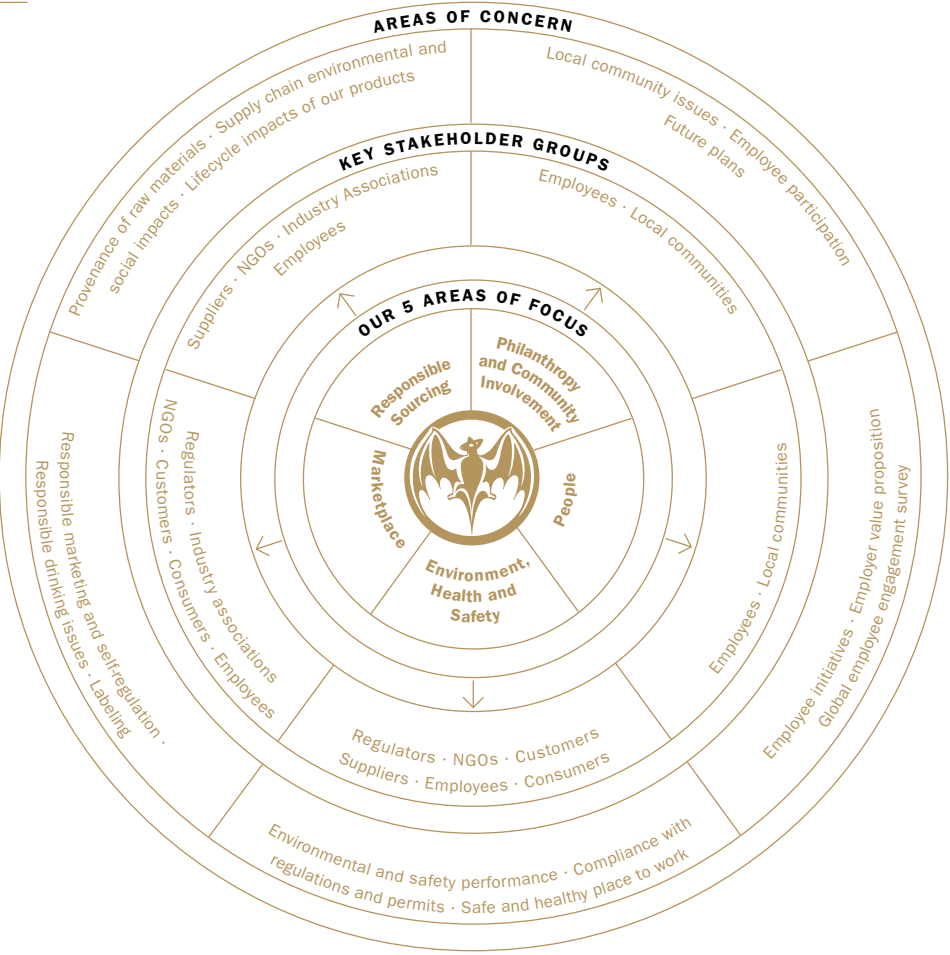 AREAS OF CONCERN
Provenance of raw materials · Supply chain environmental and
social impacts · Lifecycle impacts of our products
Local community issues · Employee participation
Future plans
Employee initiatives · Employer value proposition
Global employee engagement survey
Environmental and safety performance · Compliance with
regulations and permits · Safe and healthy place to work
Responsible marketing and self-regulation ·
Responsible drinking issues · Labeling
KEY STAKEHOLDER GROUPS
Suppliers · NGOs · Industry Associations
Employees
Employees · Local communities
Employees · Local communities
Regulators · NGOs · Customers
Suppliers · Employees · Consumers
Regulators · Industry associations
NGOs · Customers · Consumers · Employees
OUR 5 AREAS OF FOCUS
Responsible
Sourcing
Philanthropy
and Community
Involvement
People
Environment,
Health and
Safety
Marketplace